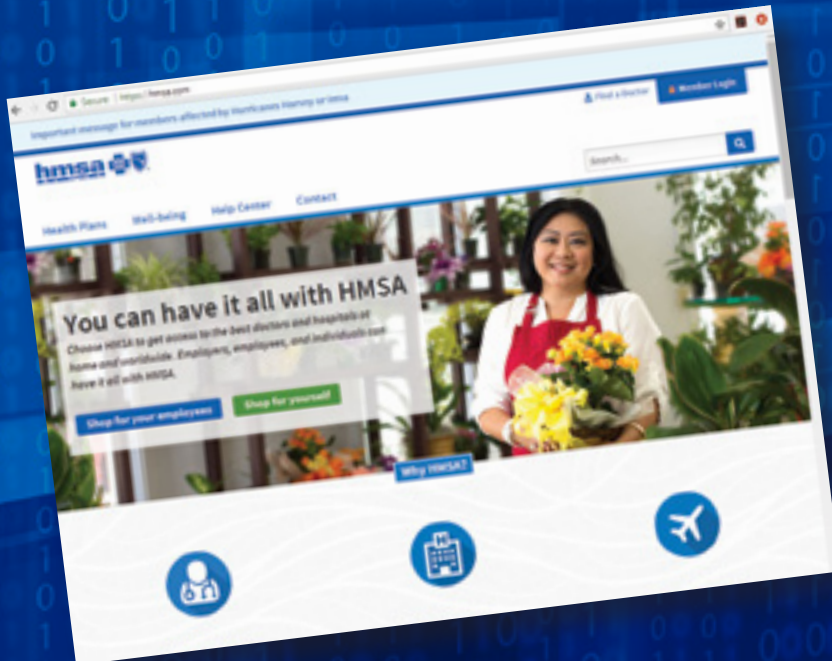 Secure | https://hmsa.com
Important message for members affected by Hurricanes Harvey or Irma
Find a Doctor
Member Login
hmsa
Search...
Health Plans
Well-being
Help Center
Contact
You can have it all with HMSA
Choose HMSA to get access to the best doctors and hospitals at
home and worldwide. Employers, employees, and individuals can
have it all with HMSA.
Shop for your employees
Shop for yourself
Why HMSA?
H